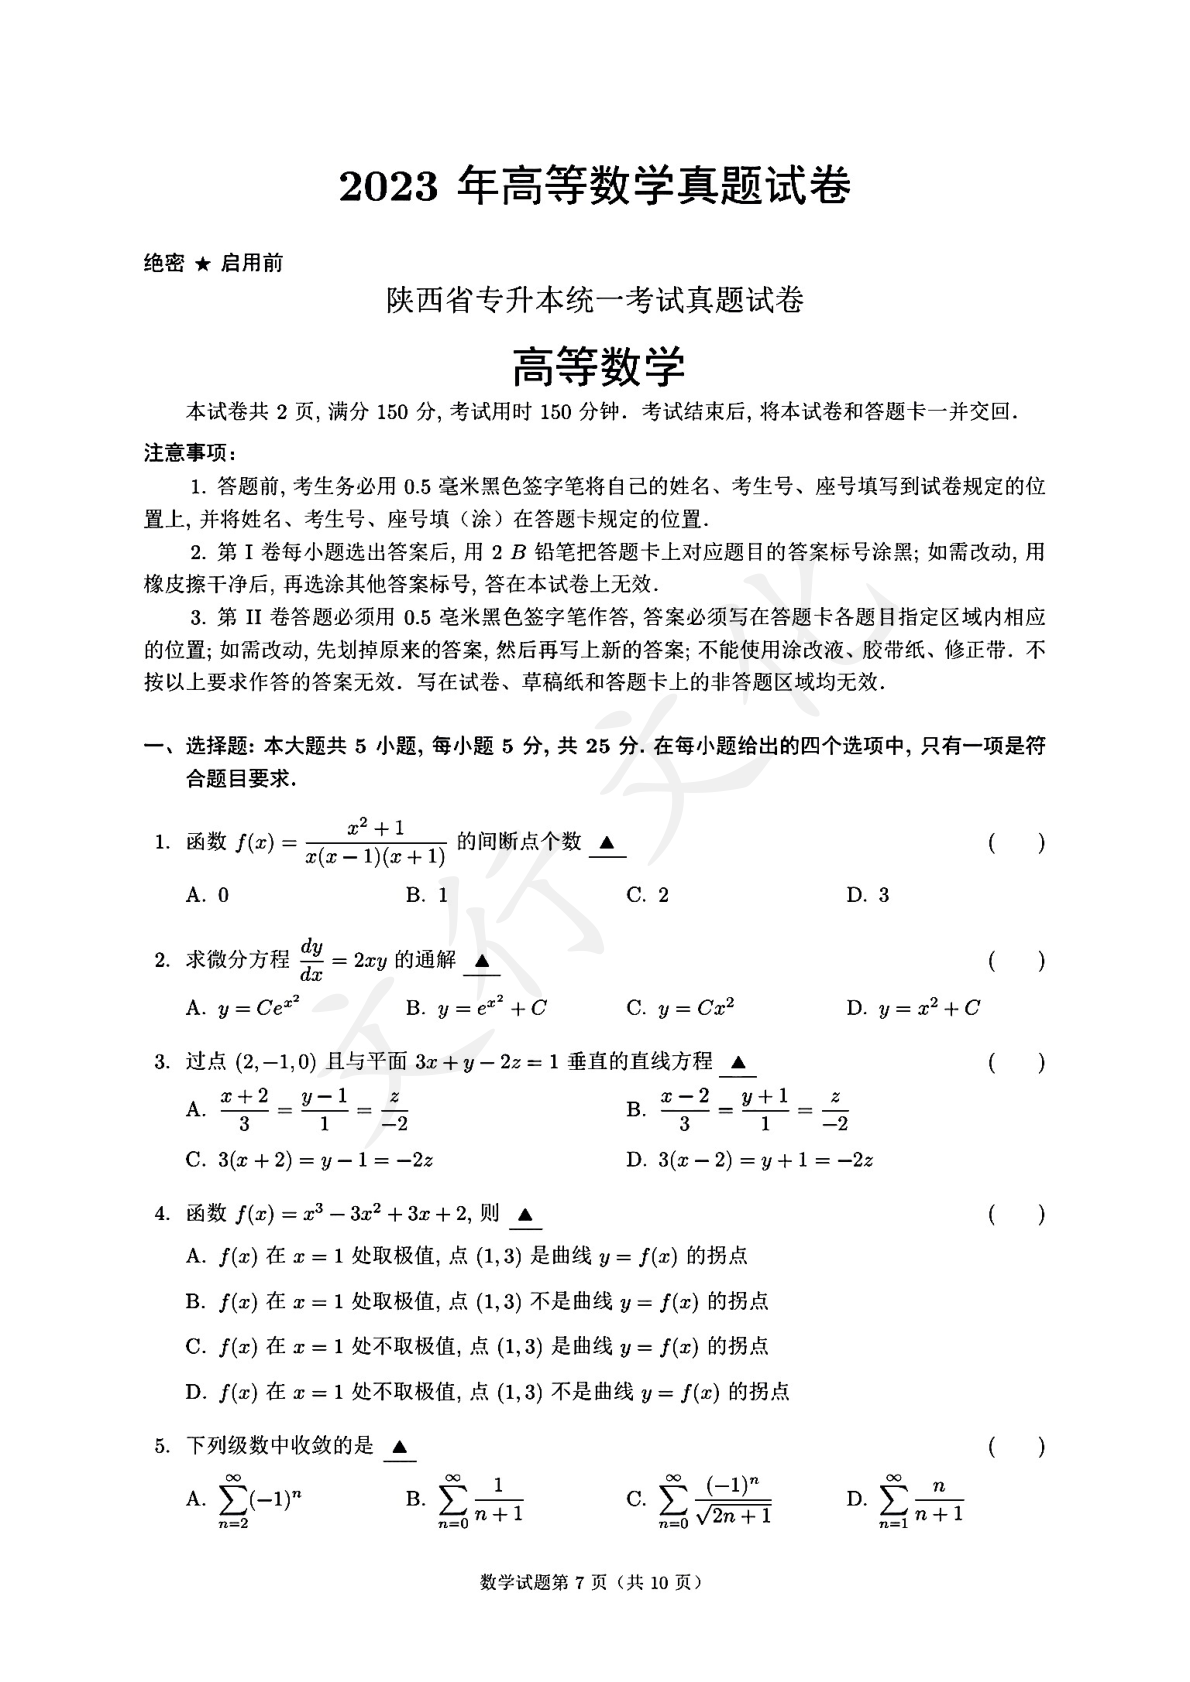 2023 年高等数学真题试卷
绝密 ★ 启用前
陕西省专升本统一考试真题试卷
高等数学
本试卷共 2 页, 满分 150 分, 考试用时 150 分钟. 考试结束后, 将本试卷和答题卡一并交回.
注意事项:
1. 答题前, 考生务必用 0.5 毫米黑色签字笔将自己的姓名、考生号、座号填写到试卷规定的位
置上, 并将姓名、考生号、座号填（涂）在答题卡规定的位置.
2. 第 I 卷每小题选出答案后, 用 2 B 铅笔把答题卡上对应题目的答案标号涂黑; 如需改动, 用
橡皮擦干净后, 再选涂其他答案标号, 答在本试卷上无效.
3. 第 II 卷答题必须用 0.5 毫米黑色签字笔作答, 答案必须写在答题卡各题目指定区域内相应
的位置; 如需改动, 先划掉原来的答案, 然后再写上新的答案; 不能使用涂改液、胶带纸、修正带. 不
按以上要求作答的答案无效. 写在试卷、草稿纸和答题卡上的非答题区域均无效.
一、选择题: 本大题共 5 小题, 每小题 5 分, 共 25 分. 在每小题给出的四个选项中, 只有一项是符
合题目要求.
1. 函数 f(x) = \frac{x^2+1}{x(x-1)(x+1)} 的间断点个数 ▲ (  )
A. 0 B. 1 C. 2 D. 3
2. 求微分方程 \frac{dy}{dx} = 2xy 的通解 ▲ (  )
A. y = Ce^{x^2} B. y = e^{x^2} + C C. y = Cx^2 D. y = x^2 + C
3. 过点 (2,−1,0) 且与平面 3x + y − 2z = 1 垂直的直线方程 ▲ (  )
A. \frac{x+2}{3} = \frac{y-1}{1} = \frac{z}{-2} B. \frac{x-2}{3} = \frac{y+1}{1} = \frac{z}{-2}
C. 3(x + 2) = y − 1 = −2z D. 3(x − 2) = y + 1 = −2z
4. 函数 f(x) = x^3 − 3x^2 + 3x + 2, 则 ▲ (  )
A. f(x) 在 x = 1 处取极值, 点 (1,3) 是曲线 y = f(x) 的拐点
B. f(x) 在 x = 1 处取极值, 点 (1,3) 不是曲线 y = f(x) 的拐点
C. f(x) 在 x = 1 处不取极值, 点 (1,3) 是曲线 y = f(x) 的拐点
D. f(x) 在 x = 1 处不取极值, 点 (1,3) 不是曲线 y = f(x) 的拐点
5. 下列级数中收敛的是 ▲ (  )
A. \sum_{n=2}^{∞}(−1)^n B. \sum_{n=0}^{∞} \frac{1}{n+1} C. \sum_{n=0}^{∞} \frac{(−1)^n}{\sqrt{2n+1}} D. \sum_{n=1}^{∞} \frac{n}{n+1}
数学试题第 7 页（共 10 页）
文行文化